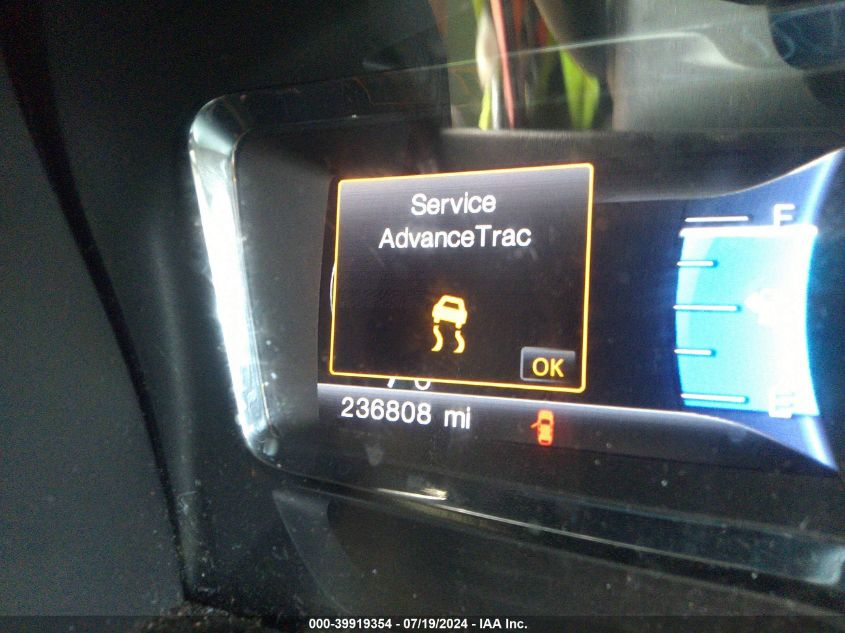 Service
AdvanceTrac
OK
F
E
236808 mi
000-39919354 - 07/19/2024 - IAA Inc.